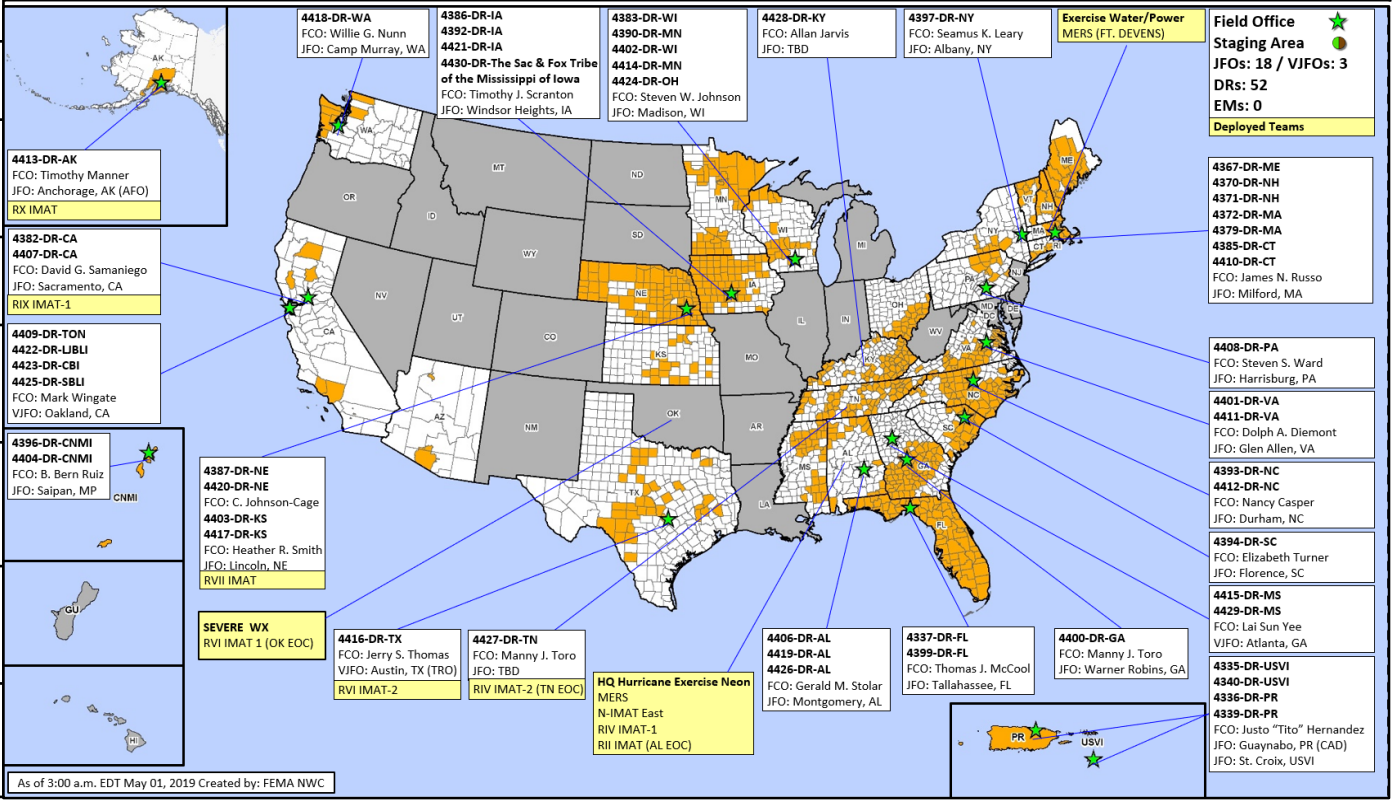 4418-DR-WA
FCO: Willie G. Nunn
JFO: Camp Murray, WA
4386-DR-IA
4392-DR-IA
4421-DR-IA
4430-DR-The Sac & Fox Tribe
of the Mississippi of Iowa
FCO: Timothy J. Scranton
JFO: Windsor Heights, IA
4383-DR-WI
4390-DR-MN
4402-DR-WI
4414-DR-MN
4424-DR-OH
FCO: Steven W. Johnson
JFO: Madison, WI
4428-DR-KY
FCO: Allan Jarvis
JFO: TBD
4397-DR-NY
FCO: Seamus K. Leary
JFO: Albany, NY
Exercise Water/Power
MERS (FT. DEVENS)
Field Office
Staging Area
JFOs: 18 / VJFOs: 3
DRs: 52
EMs: 0
Deployed Teams
AK
4413-DR-AK
FCO: Timothy Manner
JFO: Anchorage, AK (AFO)
RX IMAT
4382-DR-CA
4407-DR-CA
FCO: David G. Samaniego
JFO: Sacramento, CA
RIX IMAT-1
4409-DR-TON
4422-DR-LJBLI
4423-DR-CBI
4425-DR-SBLI
FCO: Mark Wingate
VJFO: Oakland, CA
4396-DR-CNMI
4404-DR-CNMI
FCO: B. Bern Ruiz
JFO: Saipan, MP
CNMI
GU
HI
WA
OR
ID
MT
ND
SD
WY
NV
UT
CO
CA
AZ
NM
NE
KS
OK
TX
MN
IA
MO
AR
LA
WI
IL
IN
MI
OH
KY
TN
MS
AL
GA
FL
SC
NC
VA
WV
MD
DC
DE
PA
NJ
NY
CT
RI
MA
VT
NH
ME
4367-DR-ME
4370-DR-NH
4371-DR-NH
4372-DR-MA
4379-DR-MA
4385-DR-CT
4410-DR-CT
FCO: James N. Russo
JFO: Milford, MA
4408-DR-PA
FCO: Steven S. Ward
JFO: Harrisburg, PA
4401-DR-VA
4411-DR-VA
FCO: Dolph A. Diemont
JFO: Glen Allen, VA
4393-DR-NC
4412-DR-NC
FCO: Nancy Casper
JFO: Durham, NC
4394-DR-SC
FCO: Elizabeth Turner
JFO: Florence, SC
4415-DR-MS
4429-DR-MS
FCO: Lai Sun Yee
VJFO: Atlanta, GA
4335-DR-USVI
4340-DR-USVI
4336-DR-PR
4339-DR-PR
FCO: Justo “Tito” Hernandez
JFO: Guaynabo, PR (CAD)
JFO: St. Croix, USVI
4387-DR-NE
4420-DR-NE
FCO: C. Johnson-Cage
4403-DR-KS
4417-DR-KS
FCO: Heather R. Smith
JFO: Lincoln, NE
RVII IMAT
SEVERE WX
RVI IMAT 1 (OK EOC)
4416-DR-TX
FCO: Jerry S. Thomas
VJFO: Austin, TX (TRO)
RVI IMAT-2
4427-DR-TN
FCO: Manny J. Toro
JFO: TBD
RIV IMAT-2 (TN EOC)
HQ Hurricane Exercise Neon
MERS
N-IMAT East
RIV IMAT-1
RII IMAT (AL EOC)
4406-DR-AL
4419-DR-AL
4426-DR-AL
FCO: Gerald M. Stolar
JFO: Montgomery, AL
4337-DR-FL
4399-DR-FL
FCO: Thomas J. McCool
JFO: Tallahassee, FL
4400-DR-GA
FCO: Manny J. Toro
JFO: Warner Robins, GA
PR
USVI
As of 3:00 a.m. EDT May 01, 2019 Created by: FEMA NWC